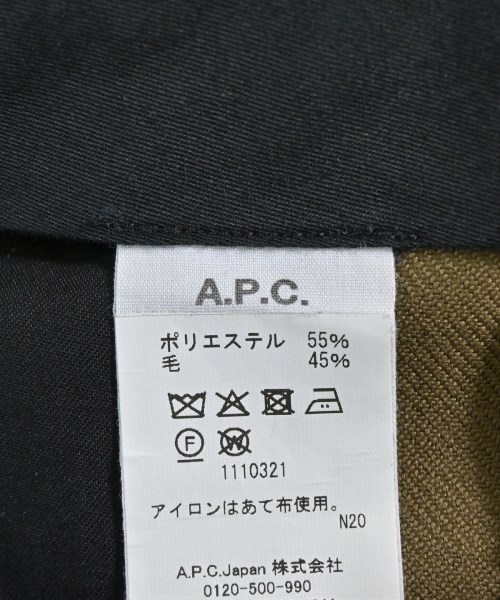 A.P.C.
ポリエステル 55%
毛 45%
F W
1110321
アイロンはあて布使用。
N20
A.P.C.Japan 株式会社
0120-500-990